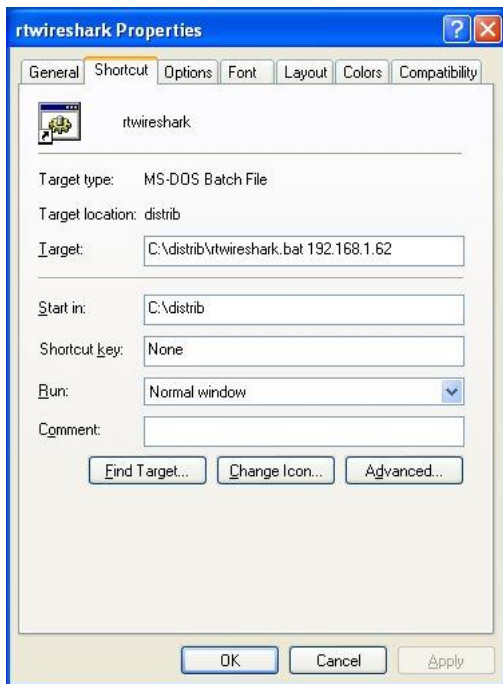 rtwireshark Properties
General Shortcut Options Font Layout Colors Compatibility
rtwireshark
Target type: MS-DOS Batch File
Target location: distrib
Target: C:\distrib\rtwireshark.bat 192.168.1.62
Start in: C:\distrib
Shortcut key: None
Run: Normal window
Comment:
Find Target... Change Icon... Advanced...
OK Cancel Apply